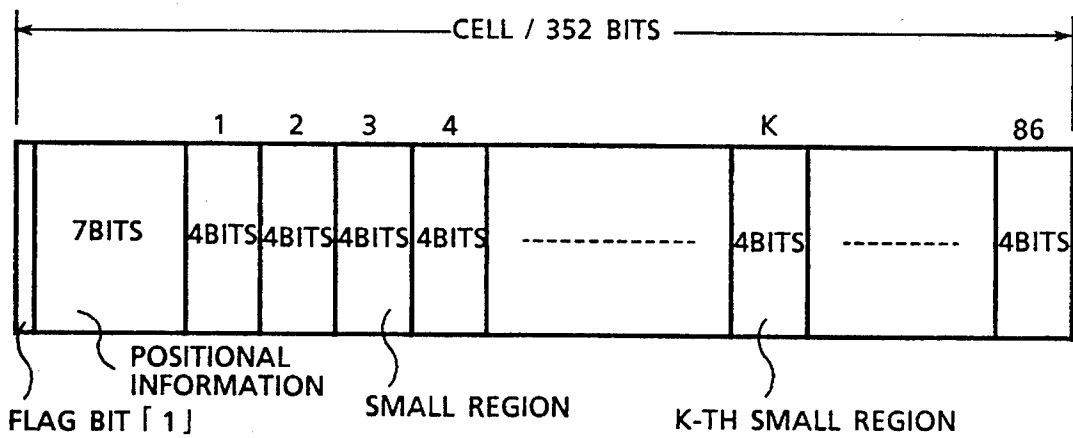 CELL / 352 BITS
1 2 3 4 K 86
7BITS 4BITS 4BITS 4BITS 4BITS 4BITS 4BITS
POSITIONAL
INFORMATION
SMALL REGION
FLAG BIT「1」
K-TH SMALL REGION